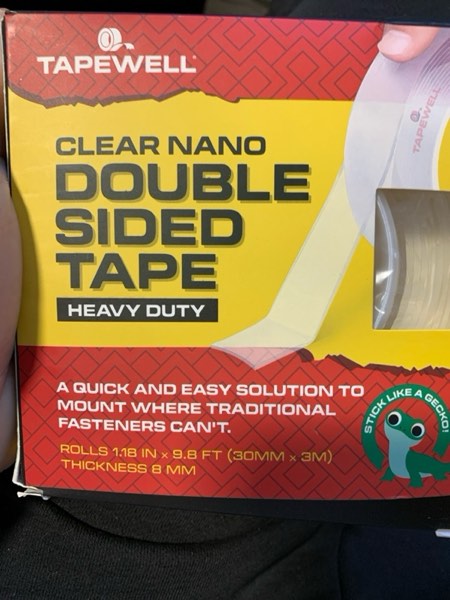 TAPEWELL
TAPEWELL
CLEAR NANO
DOUBLE
SIDED
TAPE
HEAVY DUTY
A QUICK AND EASY SOLUTION TO
MOUNT WHERE TRADITIONAL
FASTENERS CAN'T.
STICK LIKE A GECKO!
ROLLS 1.18 IN x 9.8 FT (30MM x 3M)
THICKNESS 8 MM